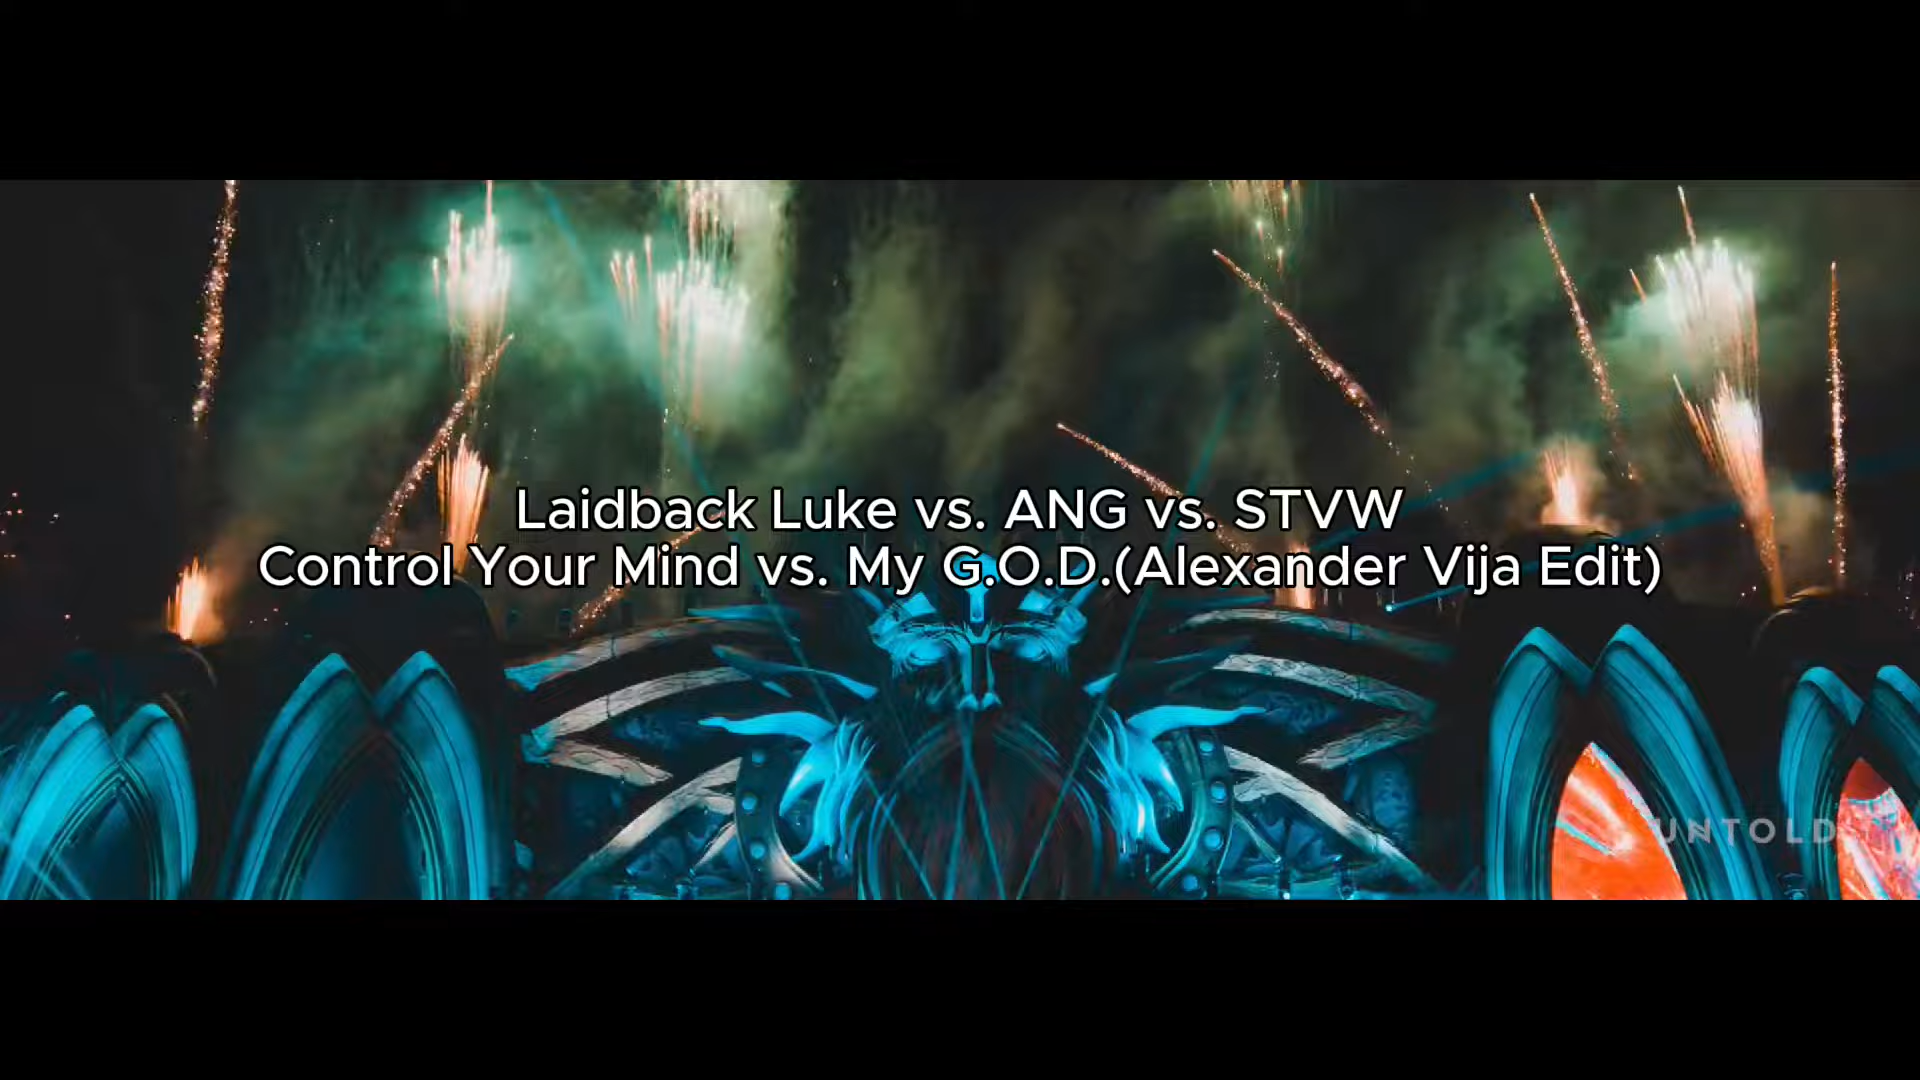 Laidback Luke vs. ANG vs. STVW
Control Your Mind vs. My G.O.D.(Alexander Vija Edit)
UNTOLD